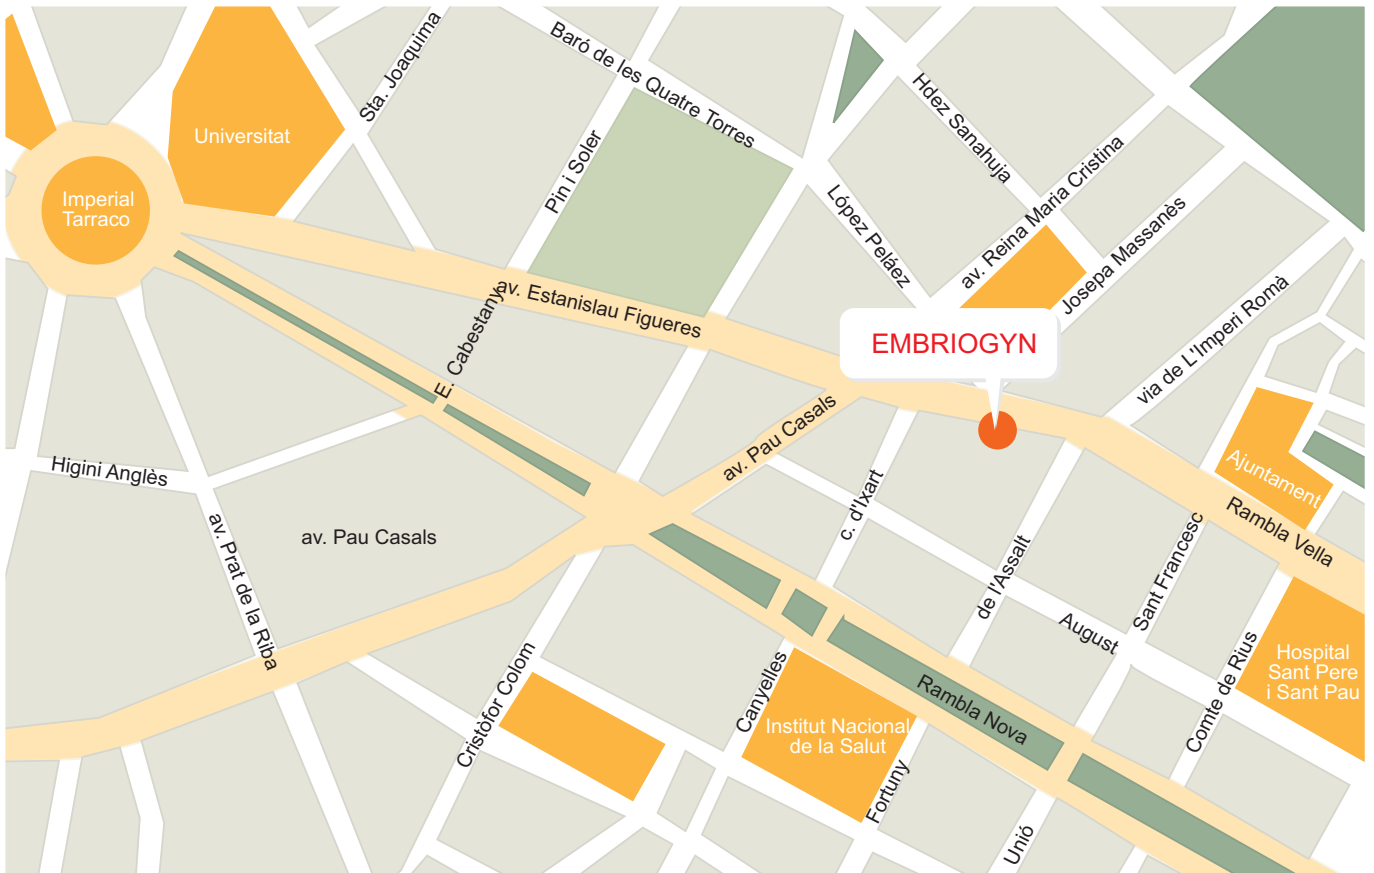 Baró de les Quatre Torres
Sta. Joaquima
Hdez Sanahuja
Universitat
Pin i Soler
av. Reina Maria Cristina
Imperial
Tarraco
López Peláez
Josepa Massanès
av. Estanislau Figueres
via de L'Imperi Romà
E. Cabestany
EMBRIOGYN
av. Pau Casals
Higini Anglès
Ajuntament
c. d'Ixart
Rambla Vella
av. Pau Casals
av. Prat de la Riba
de l'Assalt
Sant Francesc
August
Hospital
Sant Pere
i Sant Pau
Comte de Rius
Cristòfor Colom
Canyelles
Rambla Nova
Institut Nacional
de la Salut
Fortuny
Unió